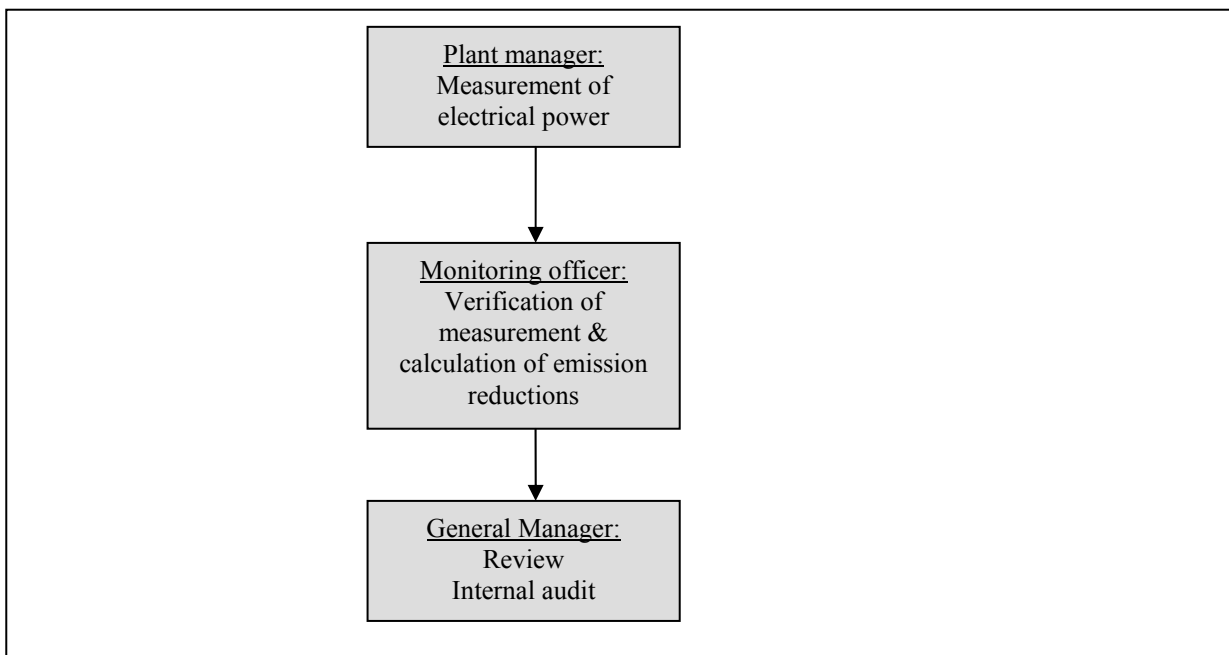 Plant manager:
Measurement of
electrical power
Monitoring officer:
Verification of
measurement &
calculation of emission
reductions
General Manager:
Review
Internal audit